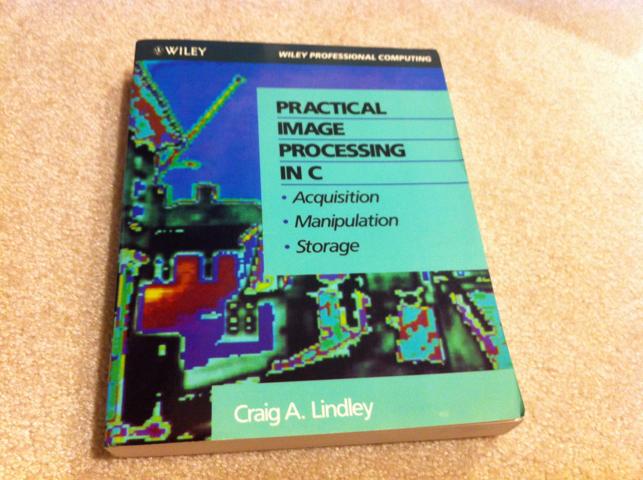 WILEY
WILEY PROFESSIONAL COMPUTING
PRACTICAL
IMAGE
PROCESSING
IN C
• Acquisition
• Manipulation
• Storage
Craig A. Lindley